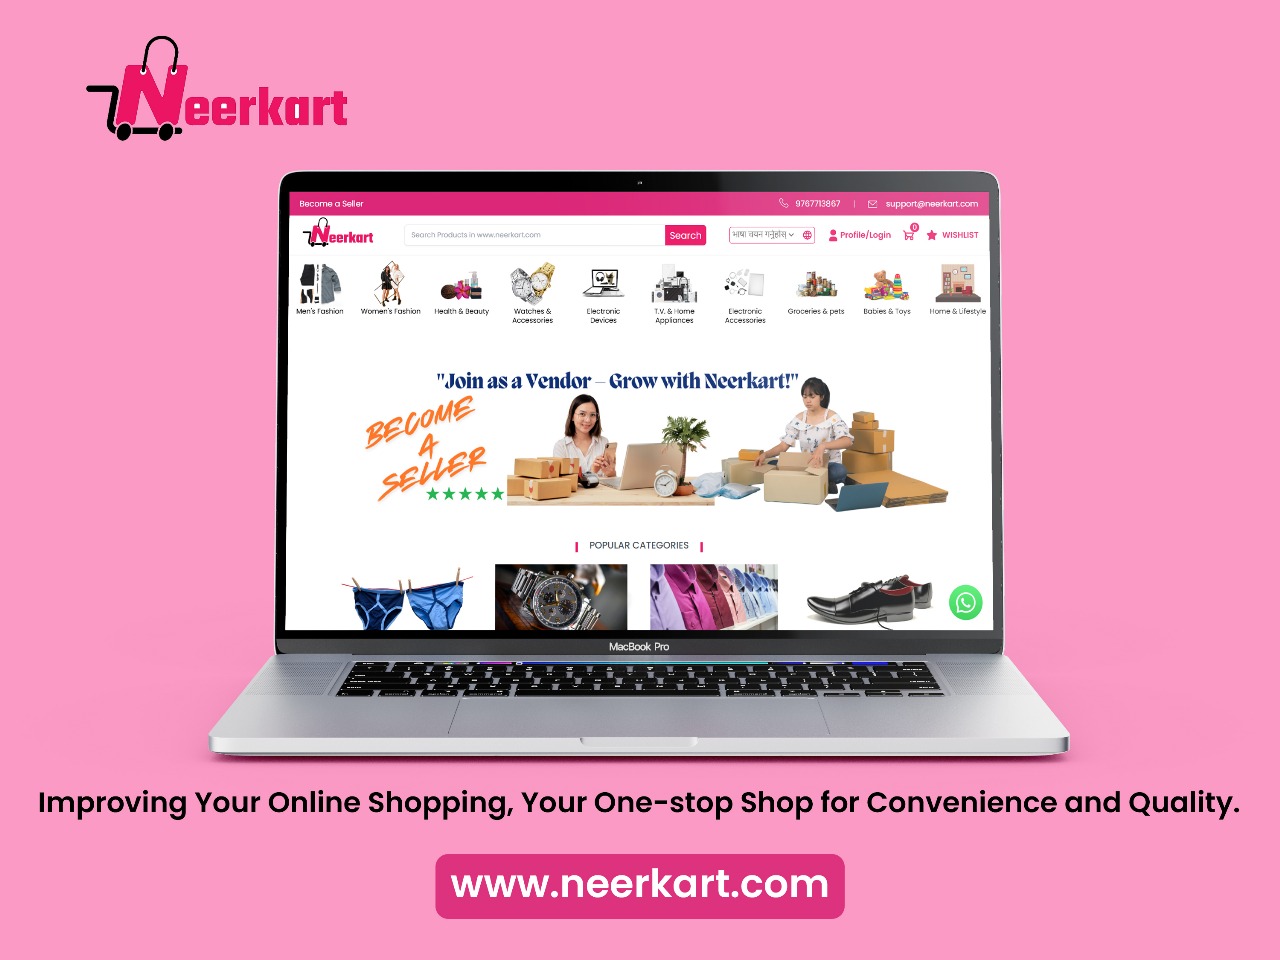 Neerkart
Become a Seller
9767713867 | support@neerkart.com
Neerkart
Search Products in www.neerkart.com
Search
भाषा चयन गर्नुहोस्
Profile/Login
0
WISHLIST
Men's Fashion
Women's Fashion
Health & Beauty
Watches &
Accessories
Electronic
Devices
T.V. & Home
Appliances
Electronic
Accessories
Groceries & pets
Babies & Toys
Home & Lifestyle
"Join as a Vendor – Grow with Neerkart!"
BECOME
A
SELLER
POPULAR CATEGORIES
MacBook Pro
Improving Your Online Shopping, Your One-stop Shop for Convenience and Quality.
www.neerkart.com